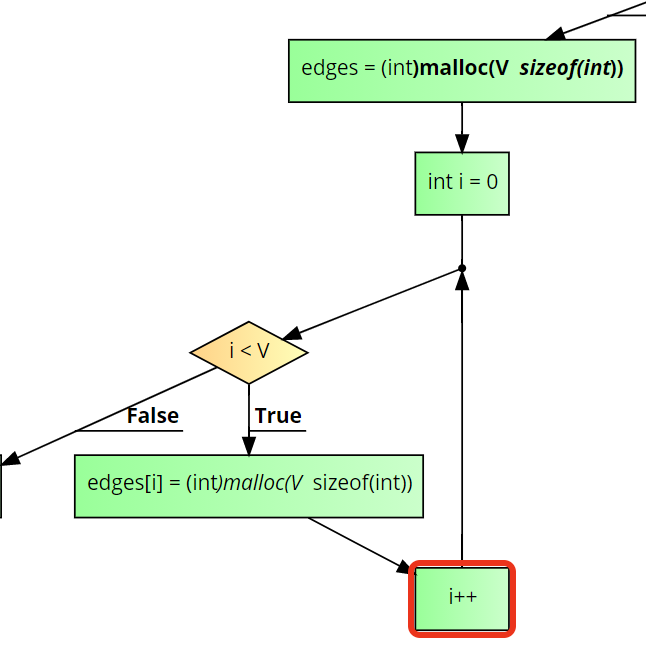 edges = (int)malloc(V sizeof(int))
int i = 0
i < V
False
True
edges[i] = (int)malloc(V sizeof(int))
i++